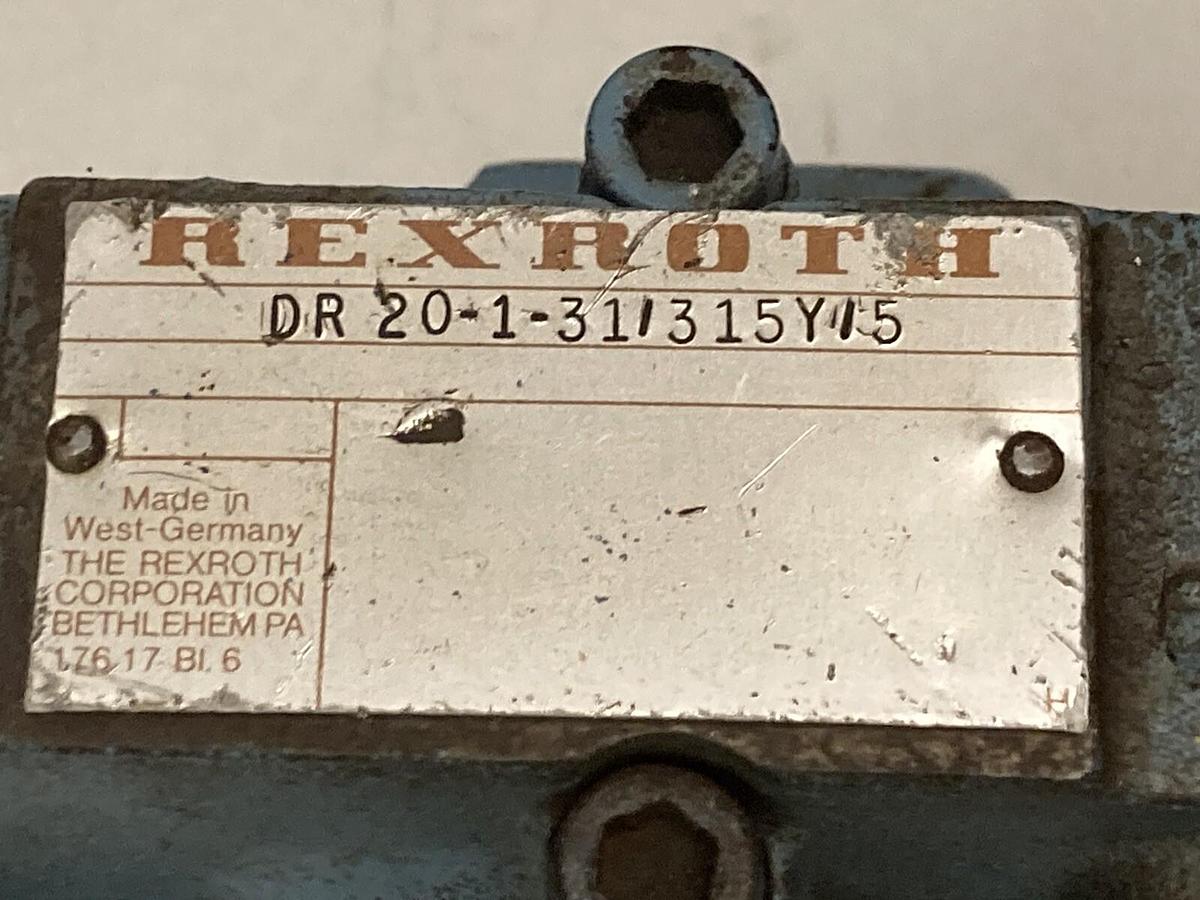 REXROTH
DR 20-1-31/315Y/5
Made in
West-Germany
THE REXROTH
CORPORATION
BETHLEHEM PA
176 17 Bl. 6
H